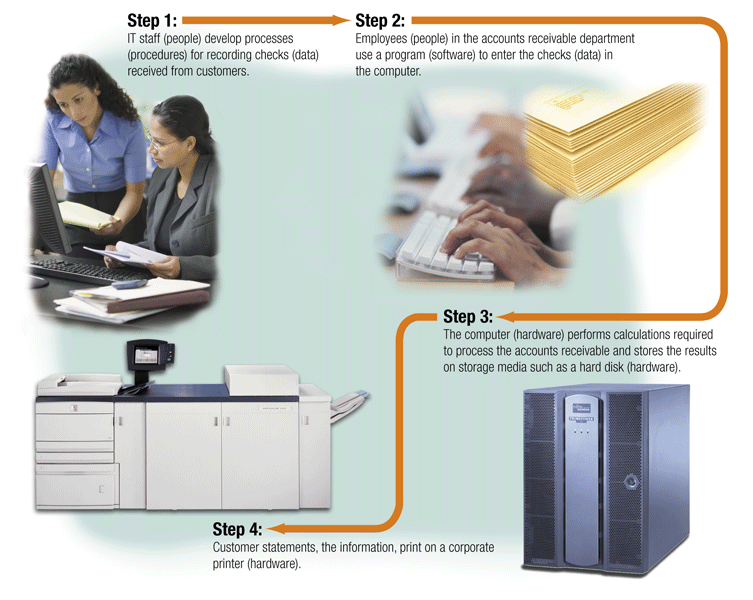 Step 1:
IT staff (people) develop processes
(procedures) for recording checks (data)
received from customers.
Step 2:
Employees (people) in the accounts receivable department
use a program (software) to enter the checks (data) in
the computer.
Step 3:
The computer (hardware) performs calculations required
to process the accounts receivable and stores the results
on storage media such as a hard disk (hardware).
Step 4:
Customer statements, the information, print on a corporate
printer (hardware).